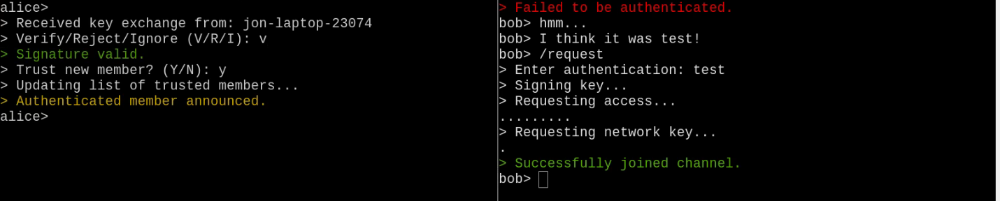 alice>
> Received key exchange from: jon-laptop-23074
> Verify/Reject/Ignore (V/R/I): v
> Signature valid.
> Trust new member? (Y/N): y
> Updating list of trusted members...
> Authenticated member announced.
alice>
> Failed to be authenticated.
bob> hmm...
bob> I think it was test!
bob> /request
> Enter authentication: test
> Signing key...
> Requesting access...
.........
> Requesting network key...
.
> Successfully joined channel.
bob>